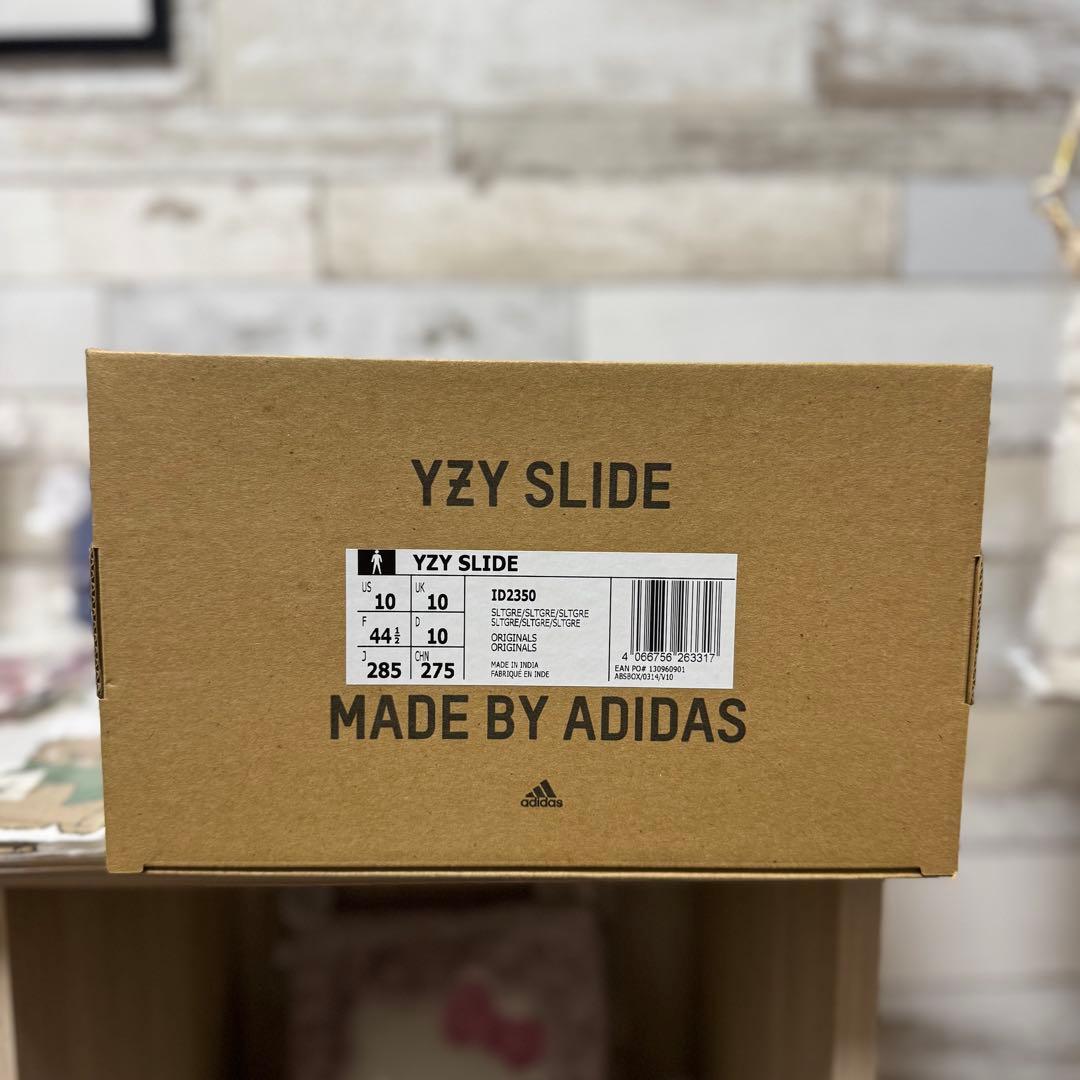 YZY SLIDE
YZY SLIDE
US 10 UK 10
F 44½ D 10
J 285 CHN 275
ID2350
SLTGRE/SLTGRE/SLTGRE
SLTGRE/SLTGRE/SLTGRE
ORIGINALS
ORIGINALS
MADE IN INDIA
FABRIQUÉ EN INDE
4 066756 263317
EAN PO# 130960901
ABSBOX/0314/V10
MADE BY ADIDAS
adidas